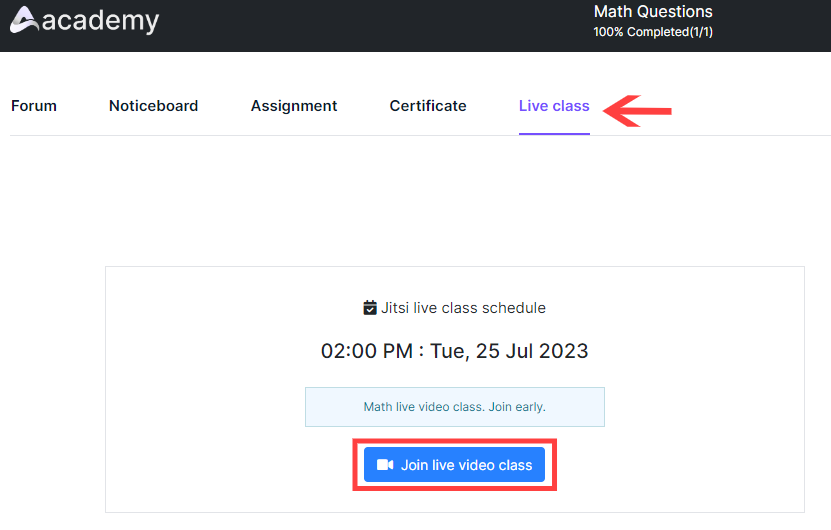 academy
Math Questions
100% Completed(1/1)
Forum Noticeboard Assignment Certificate Live class
Jitsi live class schedule
02:00 PM : Tue, 25 Jul 2023
Math live video class. Join early.
Join live video class